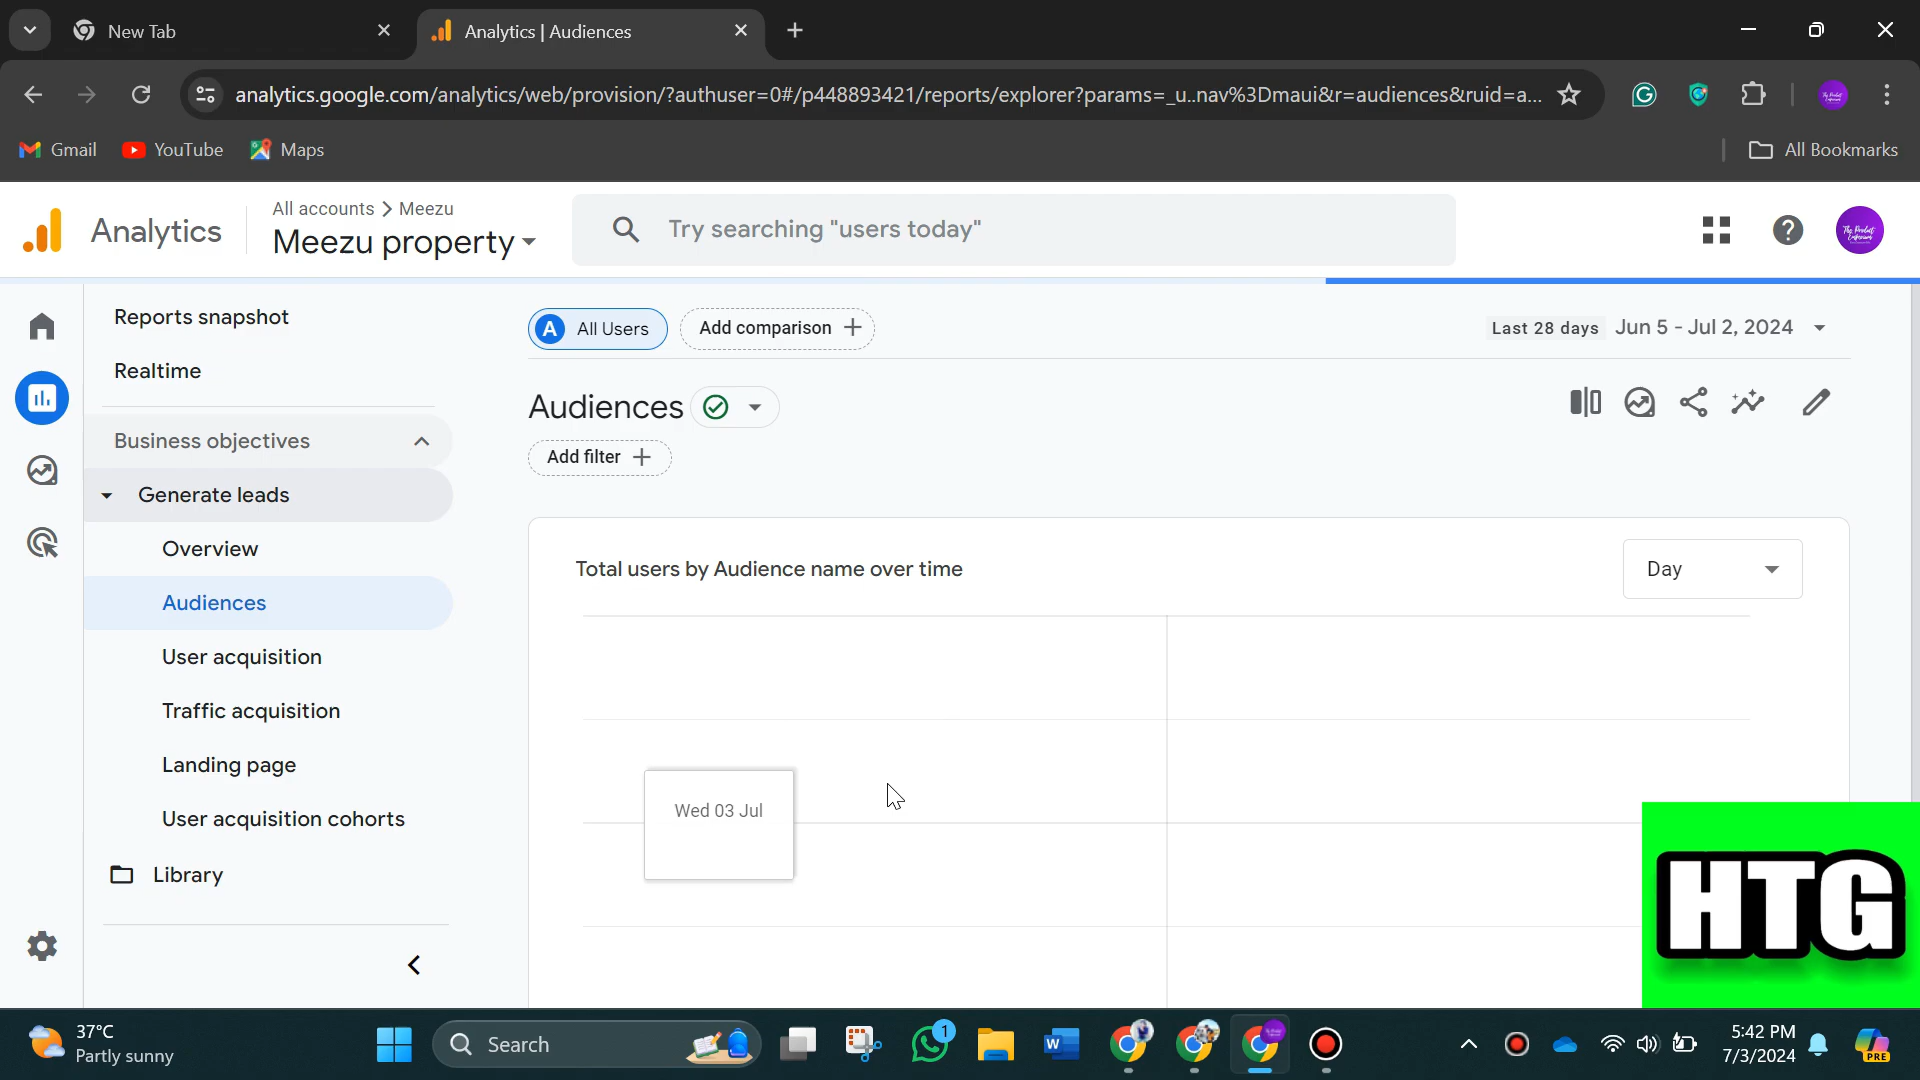 New Tab
Analytics | Audiences
analytics.google.com/analytics/web/provision/?authuser=0#/p448893421/reports/explorer?params=_u..nav%3Dmaui&r=audiences&ruid=a...
Gmail
YouTube
Maps
All Bookmarks
Analytics
All accounts > Meezu
Meezu property
Try searching "users today"
Reports snapshot
Realtime
Business objectives
Generate leads
Overview
Audiences
User acquisition
Traffic acquisition
Landing page
User acquisition cohorts
Library
A All Users
Add comparison +
Last 28 days Jun 5 - Jul 2, 2024
Audiences
Add filter +
Total users by Audience name over time
Day
Wed 03 Jul
HTG
37°C
Partly sunny
Search
1
W
5:42 PM
7/3/2024
PRE